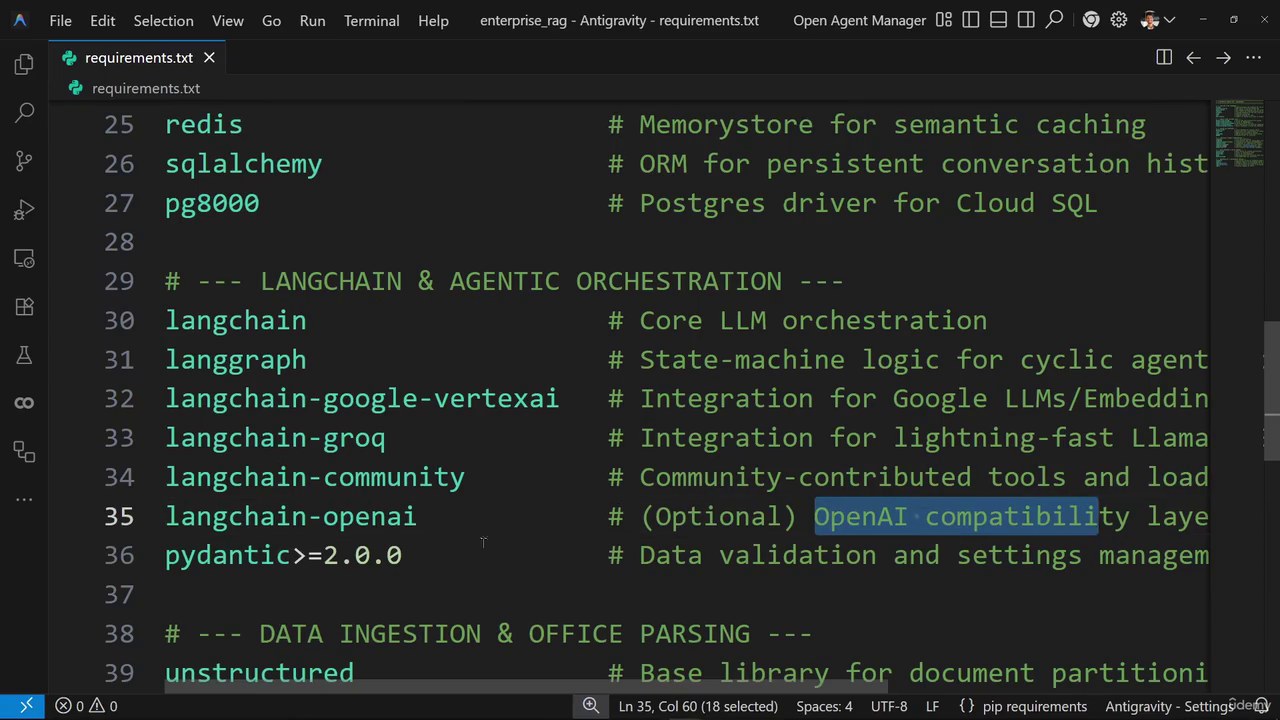 File Edit Selection View Go Run Terminal Help enterprise_rag - Antigravity - requirements.txt Open Agent Manager
requirements.txt
requirements.txt
25 redis # Memorystore for semantic caching
26 sqlalchemy # ORM for persistent conversation hist
27 pg8000 # Postgres driver for Cloud SQL
28
29 # --- LANGCHAIN & AGENTIC ORCHESTRATION ---
30 langchain # Core LLM orchestration
31 langgraph # State-machine logic for cyclic agent
32 langchain-google-vertexai # Integration for Google LLMs/Embeddin
33 langchain-groq # Integration for lightning-fast Llama
34 langchain-community # Community-contributed tools and load
35 langchain-openai # (Optional) OpenAI compatibility laye
36 pydantic>=2.0.0 # Data validation and settings managem
37
38 # --- DATA INGESTION & OFFICE PARSING ---
39 unstructured # Base library for document partitioni
0 0 Ln 35, Col 60 (18 selected) Spaces: 4 UTF-8 LF {} pip requirements Antigravity - Settings
Udemy